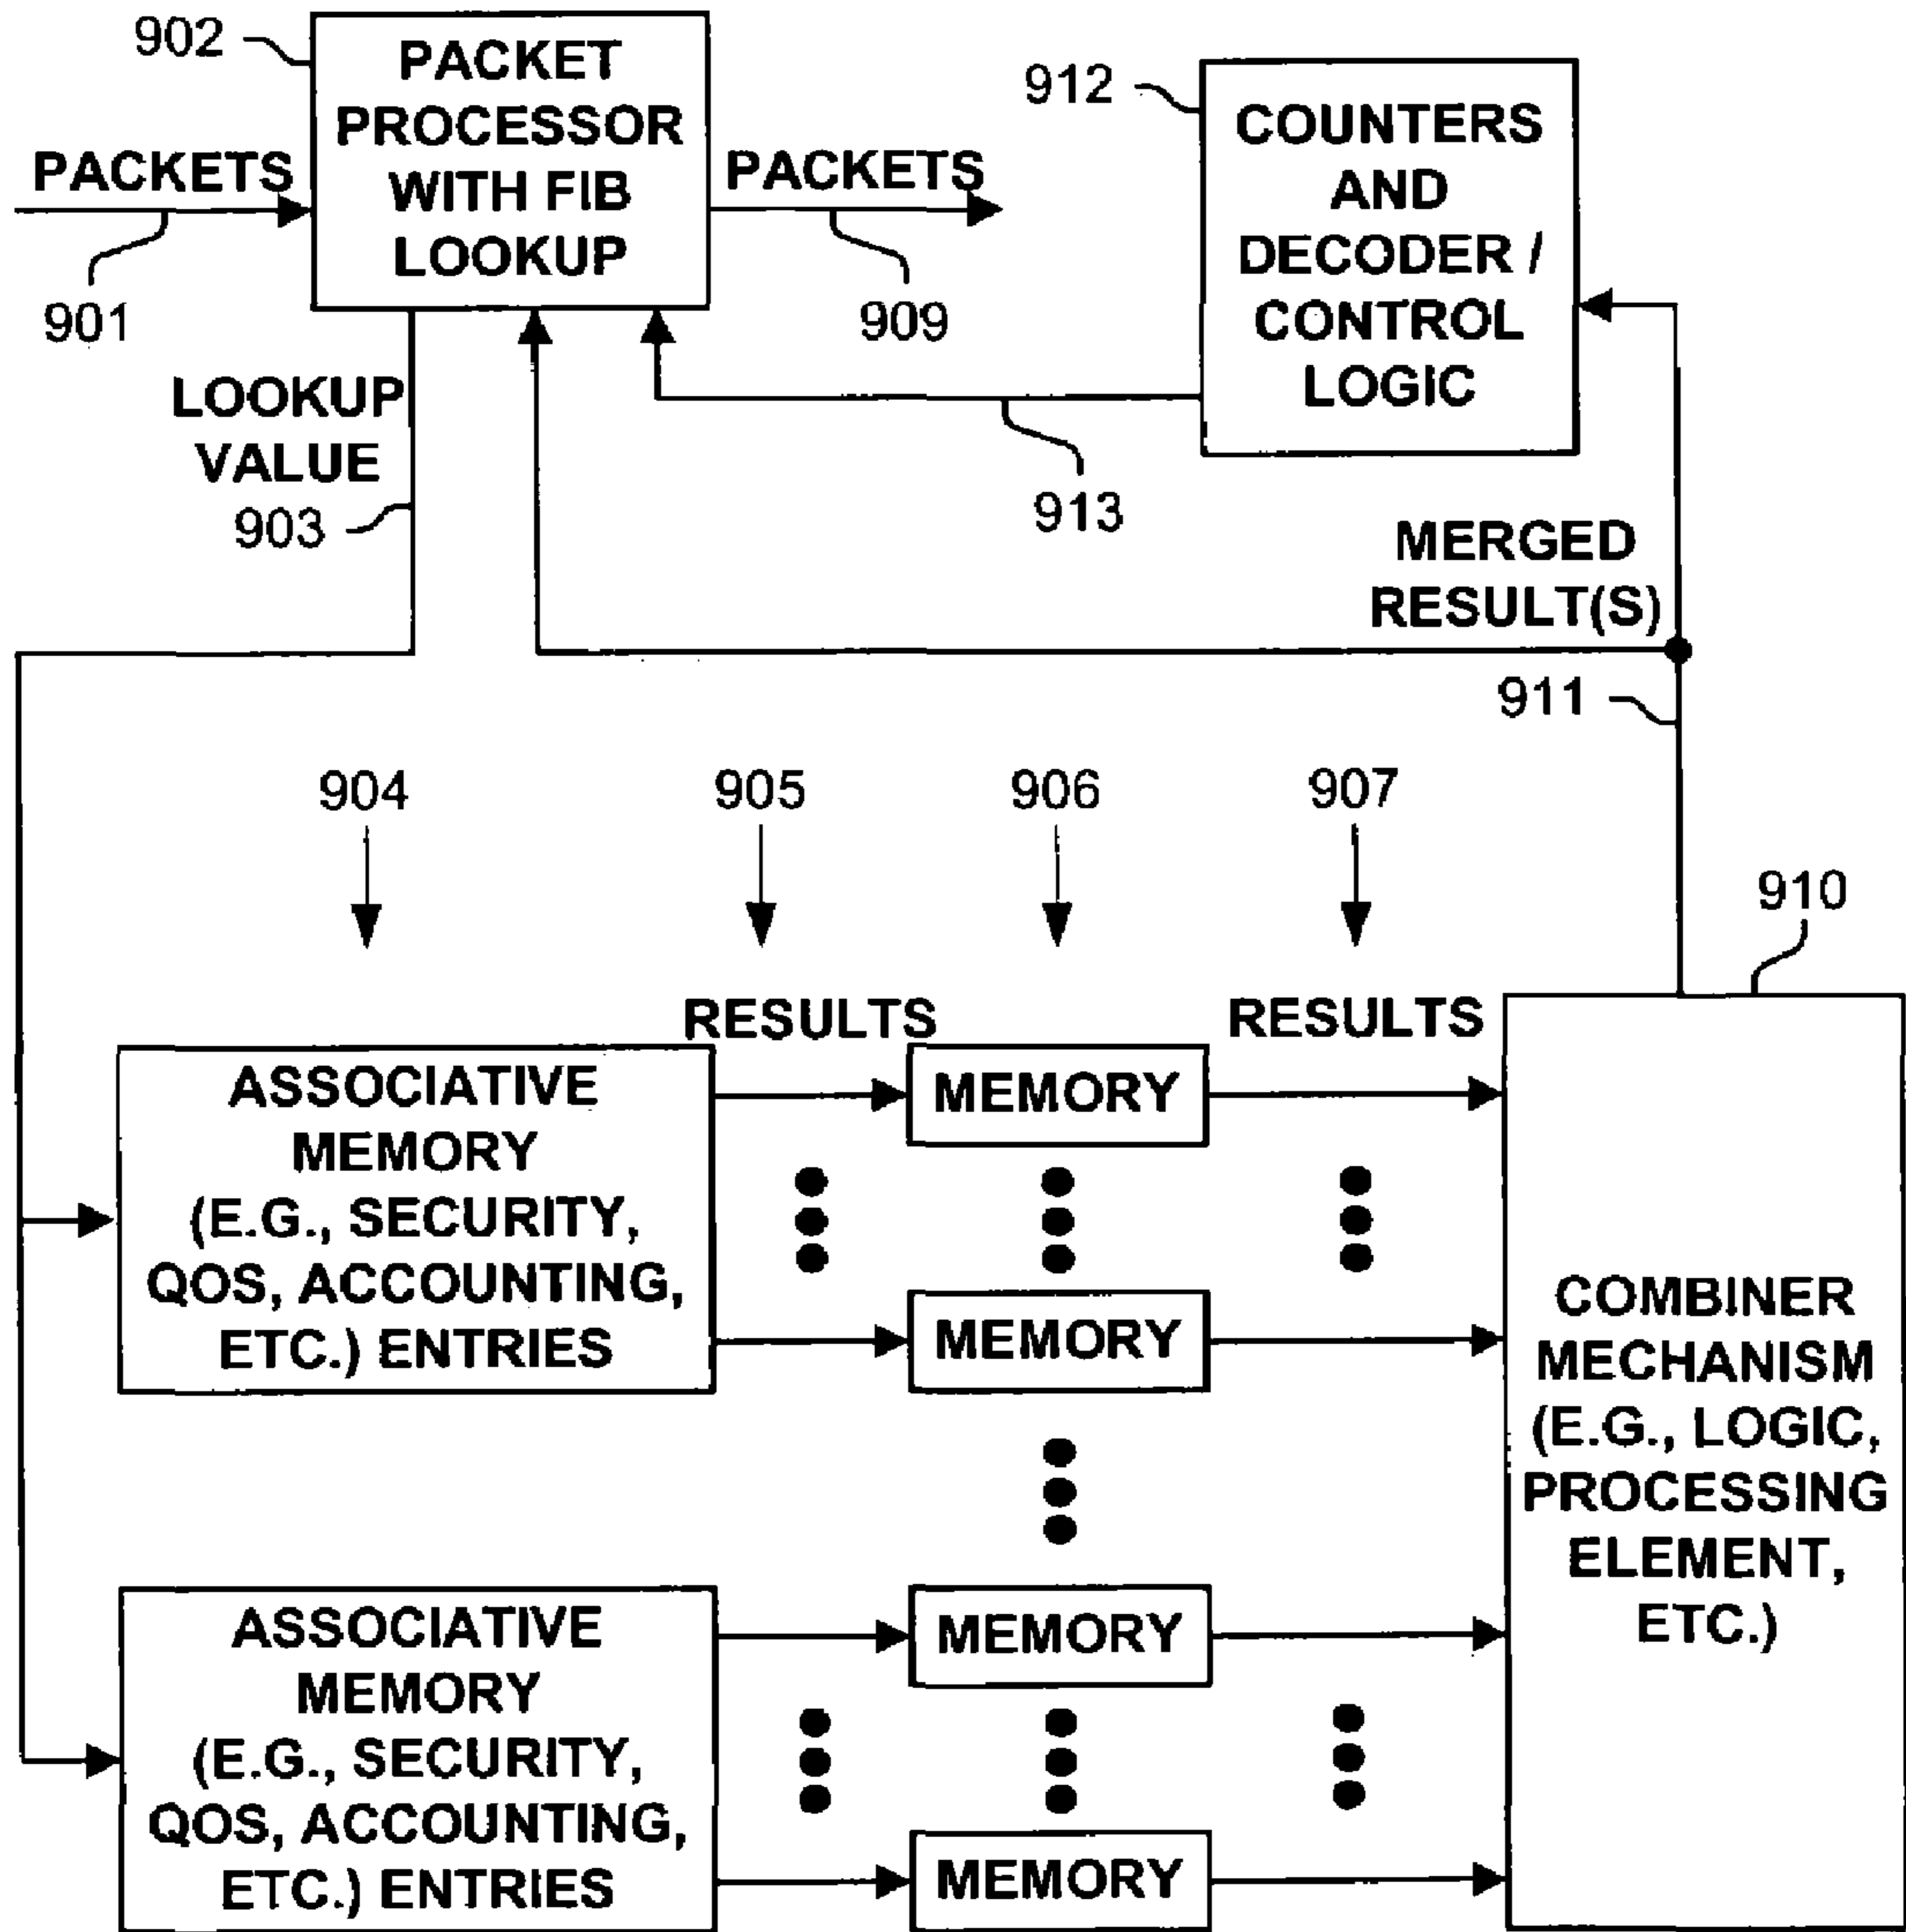 902
PACKET
PROCESSOR
WITH FIB
LOOKUP
PACKETS
901
PACKETS
909
912
COUNTERS
AND
DECODER /
CONTROL
LOGIC
LOOKUP
VALUE
903
913
MERGED
RESULT(S)
911
904
905
906
907
910
RESULTS
RESULTS
ASSOCIATIVE
MEMORY
(E.G., SECURITY,
QOS, ACCOUNTING,
ETC.) ENTRIES
MEMORY
MEMORY
COMBINER
MECHANISM
(E.G., LOGIC,
PROCESSING
ELEMENT,
ETC.)
ASSOCIATIVE
MEMORY
(E.G., SECURITY,
QOS, ACCOUNTING,
ETC.) ENTRIES
MEMORY
MEMORY